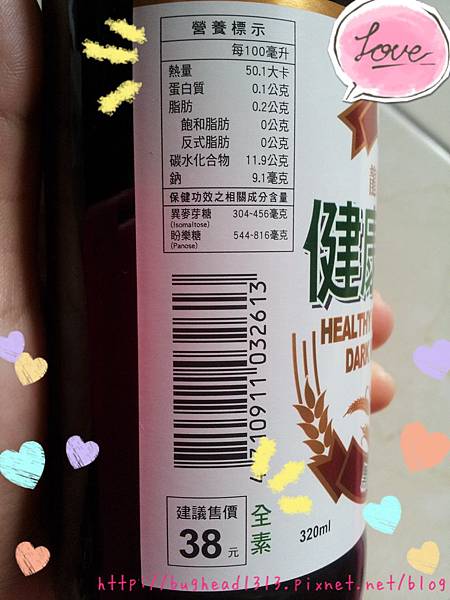 營養標示
每100毫升
熱量 50.1大卡
蛋白質 0.1公克
脂肪 0.2公克
飽和脂肪 0公克
反式脂肪 0公克
碳水化合物 11.9公克
鈉 9.1毫克
保健功效之相關成分含量
異麥芽糖 304-456毫克
(Isomaltose)
盼樂糖 544-816毫克
(Panose)
4710911032613
建議售價
38元
全素
Love
健康
HEALTHY
DARK
320ml
http://bughead1313.pixnet.net/blog